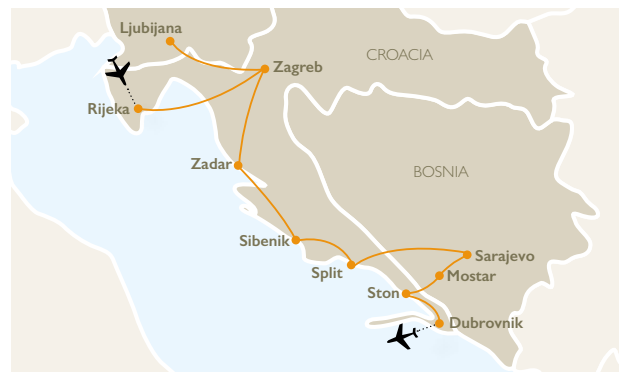 Ljubijana
CROACIA
Zagreb
Rijeka
Zadar
BOSNIA
Sibenik
Sarajevo
Split
Mostar
Ston
Dubrovnik